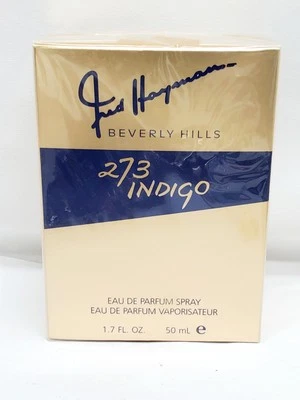 Fred Hayman
BEVERLY HILLS
273
INDIGO
EAU DE PARFUM SPRAY
EAU DE PARFUM VAPORISATEUR
1.7 FL. OZ. 50 mL e